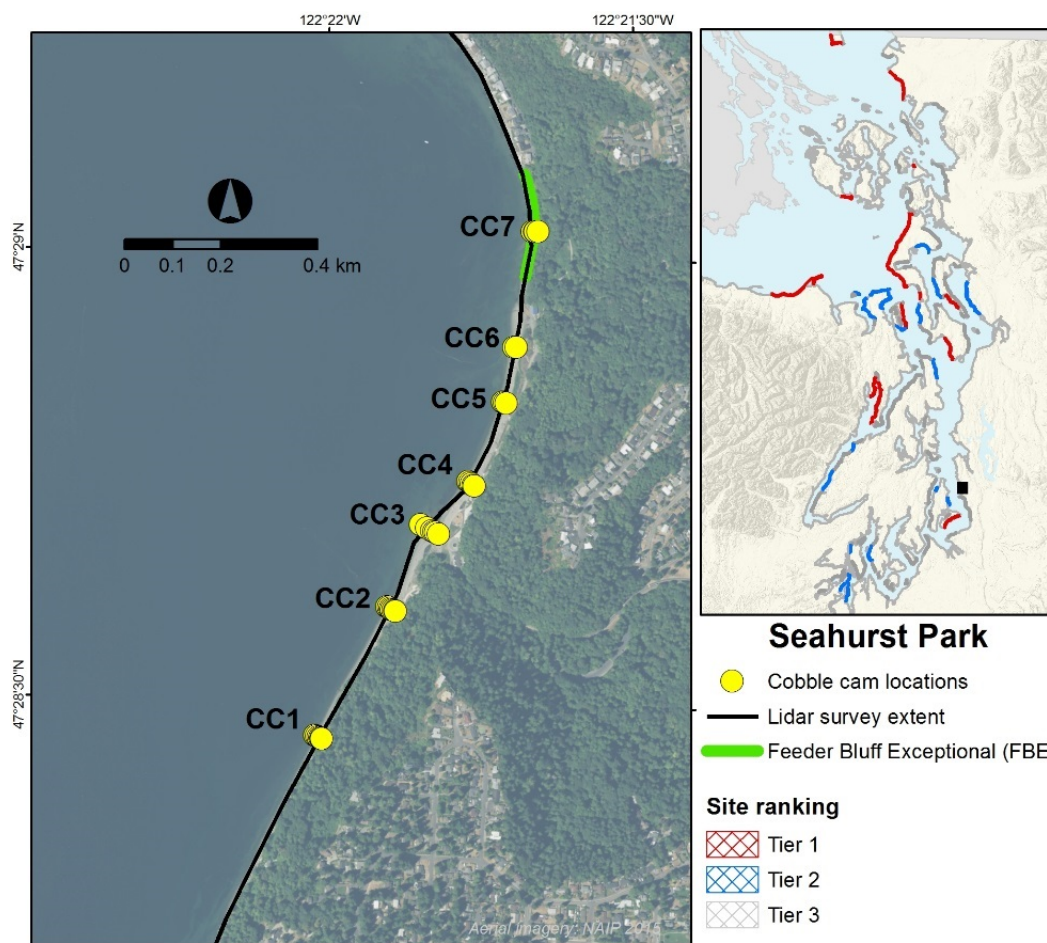 122°22'W
122°21'30"W
47°29'N
47°28'30"N
0 0.1 0.2 0.4 km
CC7
CC6
CC5
CC4
CC3
CC2
CC1
Aerial Imagery: NAIP 2015
Seahurst Park
Cobble cam locations
Lidar survey extent
Feeder Bluff Exceptional (FBE
Site ranking
Tier 1
Tier 2
Tier 3